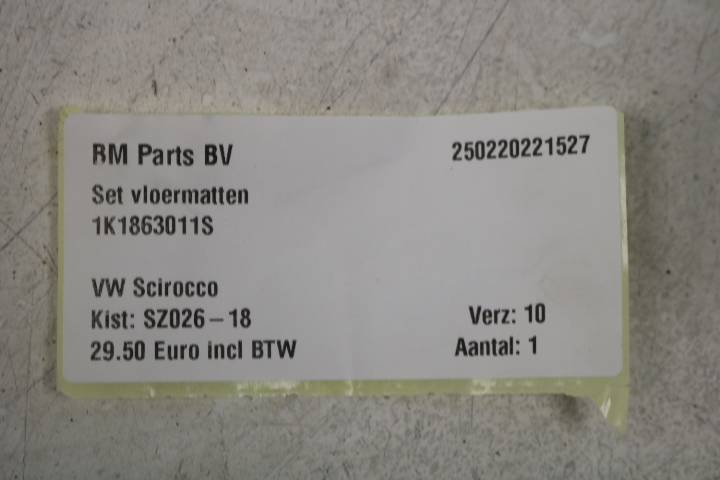 RM Parts BV 250220221527
Set vloermatten
1K1863011S
VW Scirocco
Kist: SZ026-18 Verz: 10
29.50 Euro incl BTW Aantal: 1